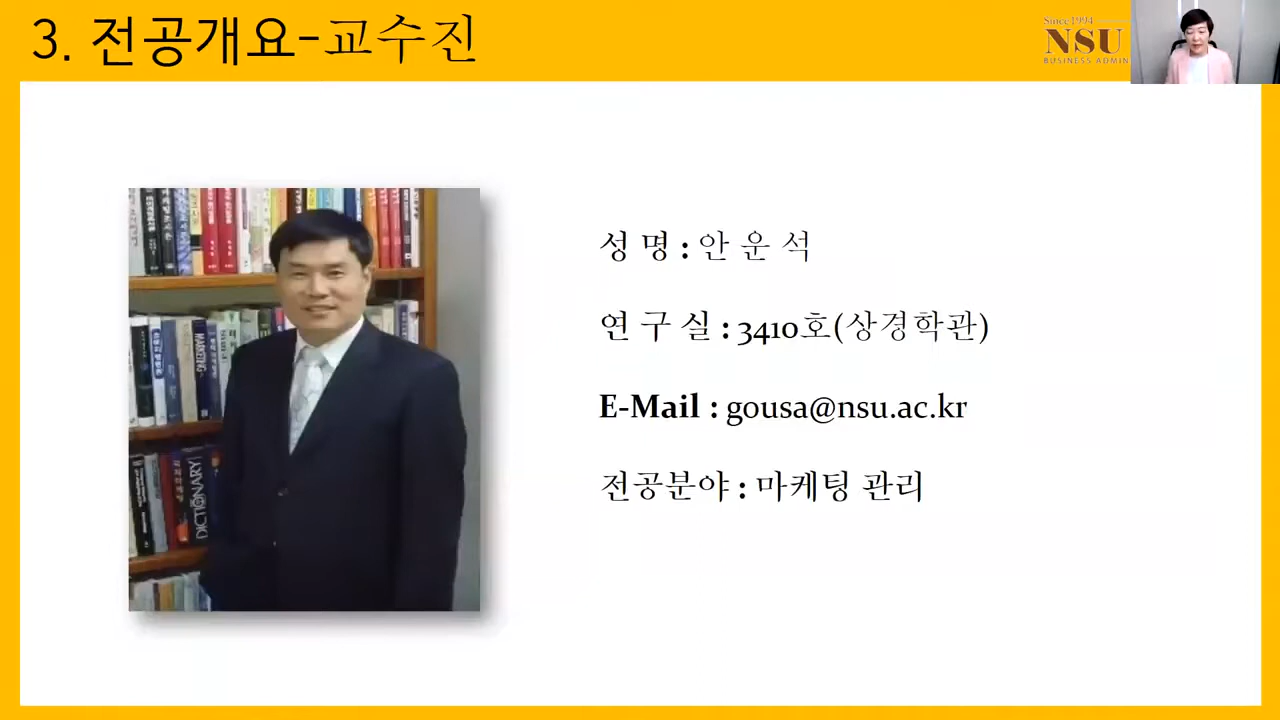 3. 전공개요-교수진
Since 1994
NSU
BUSINESS ADMIN
성 명 : 안 운 석
연 구 실 : 3410호(상경학관)
E-Mail : gousa@nsu.ac.kr
전공분야 : 마케팅 관리
MARKETING
DICTIONARY